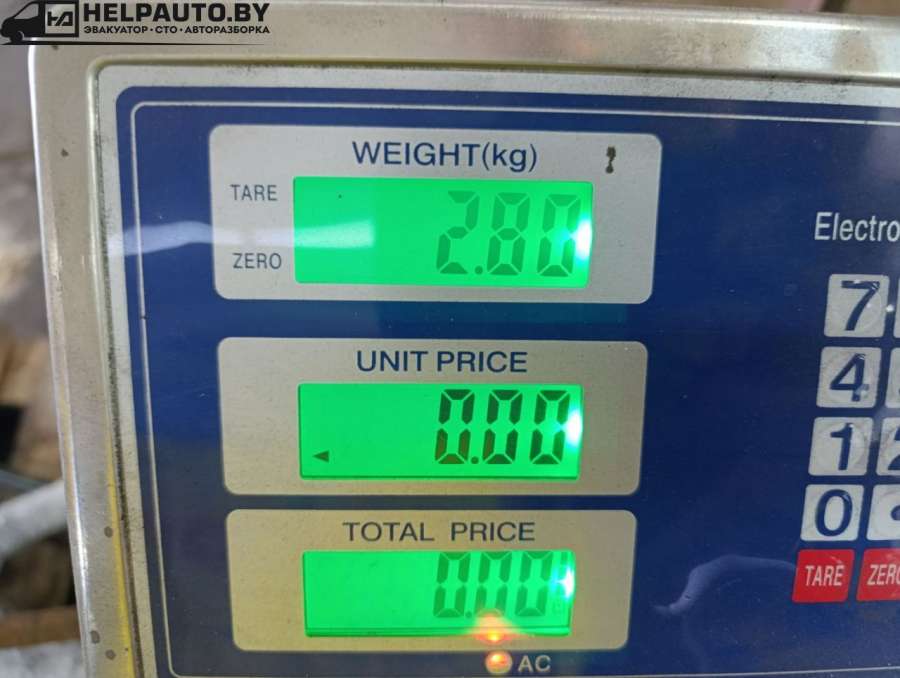 HELPAUTO.BY
ЭВАКУАТОР • СТО • АВТОРАЗБОРКА
WEIGHT(kg)
TARE
2.80
ZERO
Electro
UNIT PRICE
0.00
TOTAL PRICE
0.00
AC
7
4
1
0
TARE ZERO